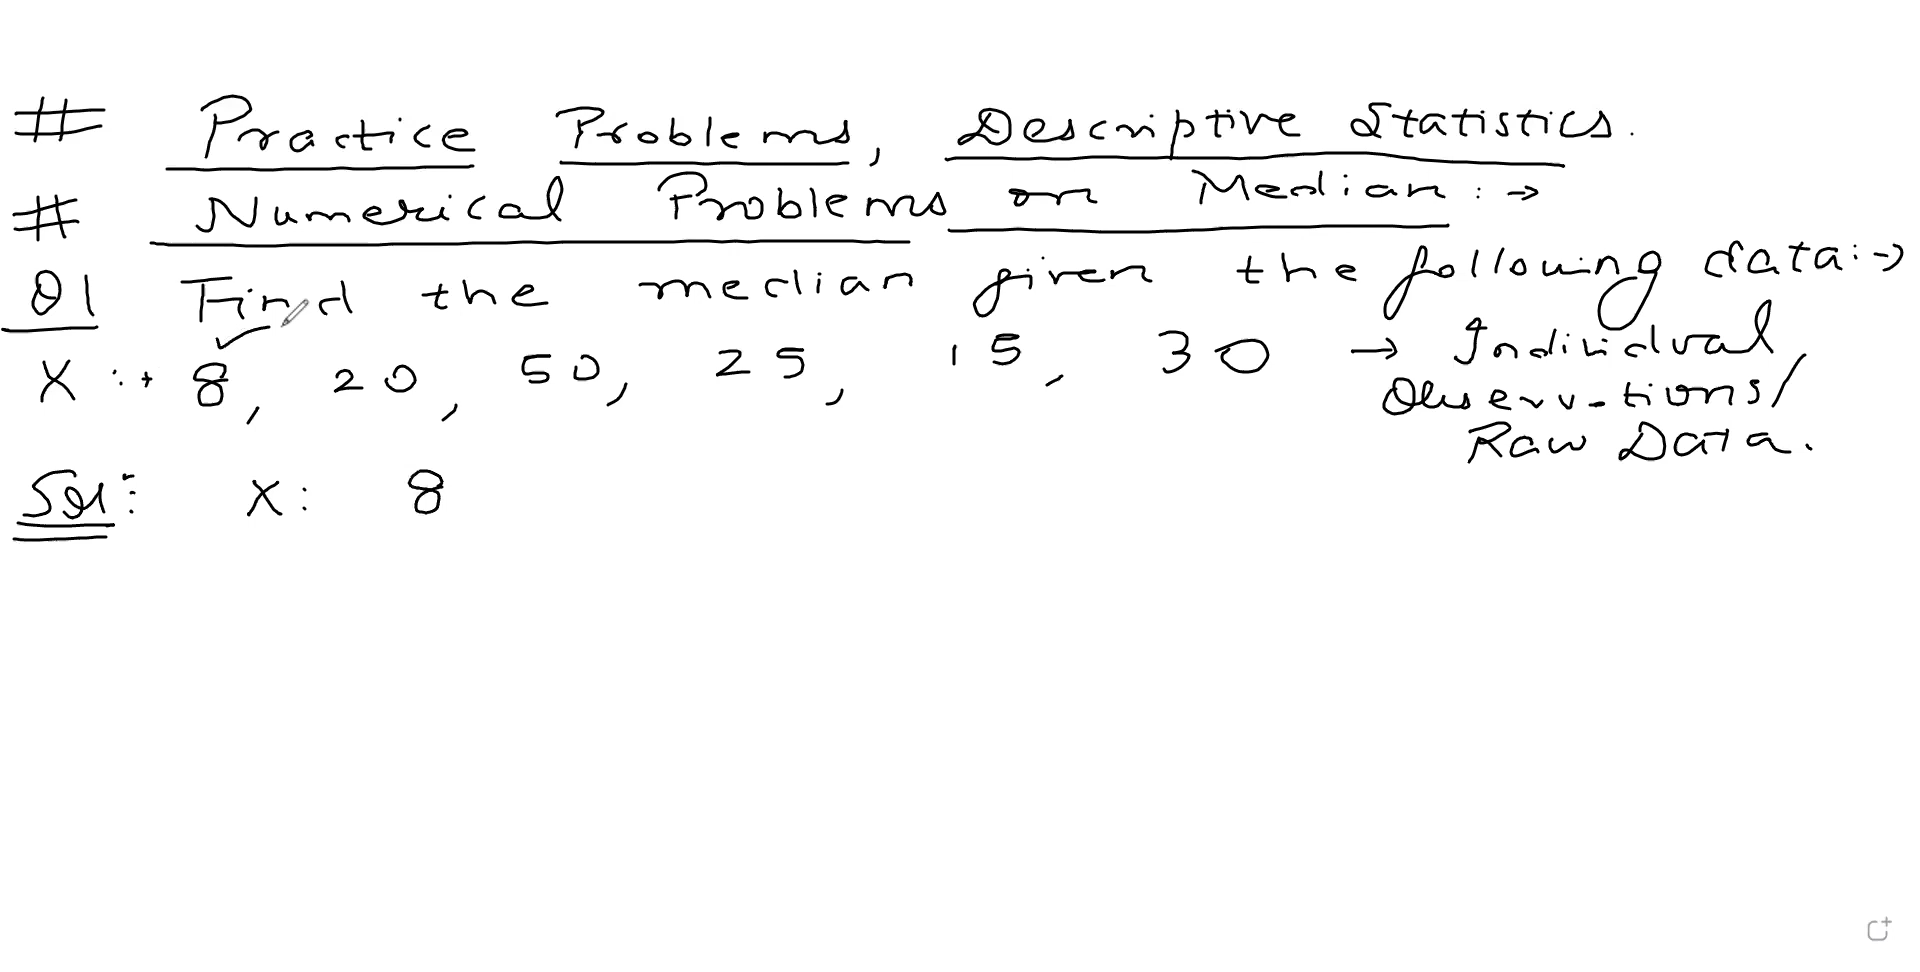 # Practice Problems, Descriptive Statistics.
# Numerical Problems on Median :→
Q1 Find the median given the following data:→
X :→ 8, 20, 50, 25, 15, 30 → Individual
Observations/
Raw Data.
Sol: X: 8